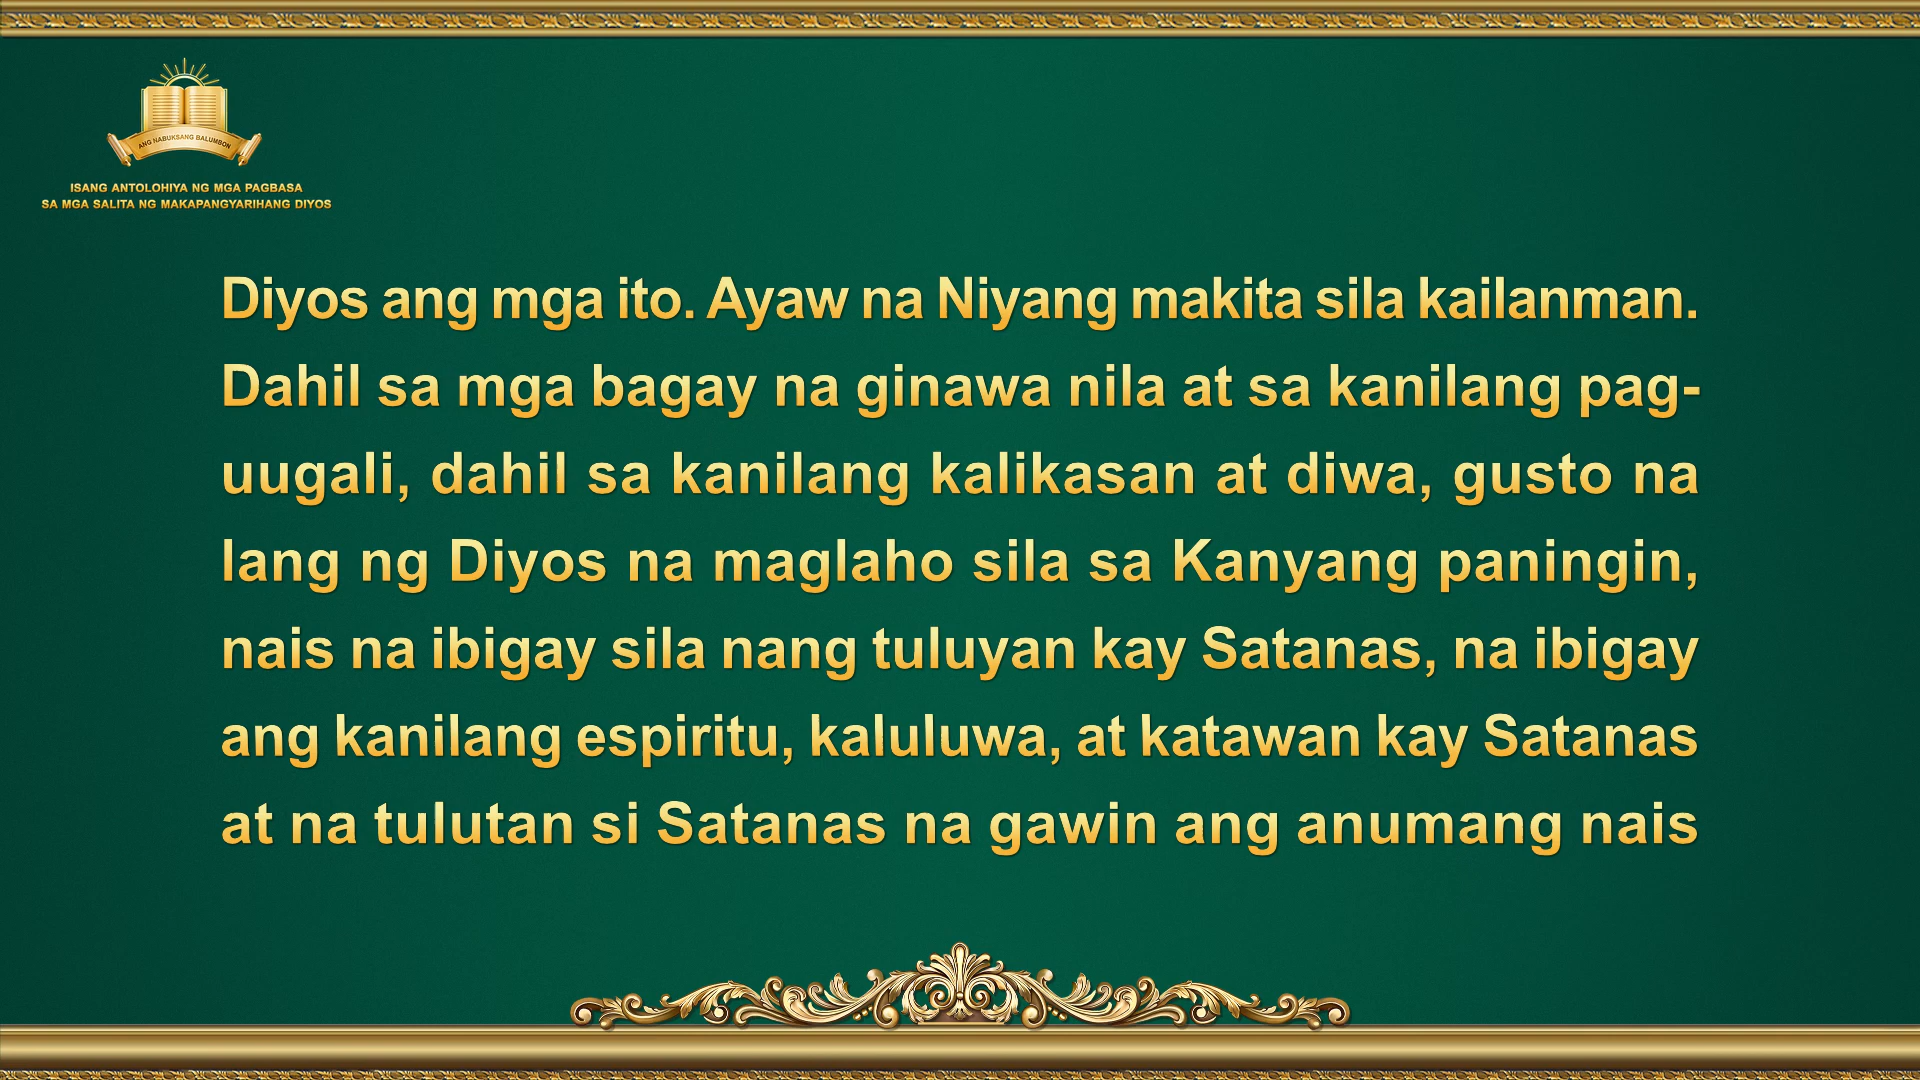 ANG NABUKSANG BALUMBON
ISANG ANTOLOHIYA NG MGA PAGBASA
SA MGA SALITA NG MAKAPANGYARIHANG DIYOS
Diyos ang mga ito. Ayaw na Niyang makita sila kailanman.
Dahil sa mga bagay na ginawa nila at sa kanilang pag-
uugali, dahil sa kanilang kalikasan at diwa, gusto na
lang ng Diyos na maglaho sila sa Kanyang paningin,
nais na ibigay sila nang tuluyan kay Satanas, na ibigay
ang kanilang espiritu, kaluluwa, at katawan kay Satanas
at na tulutan si Satanas na gawin ang anumang nais